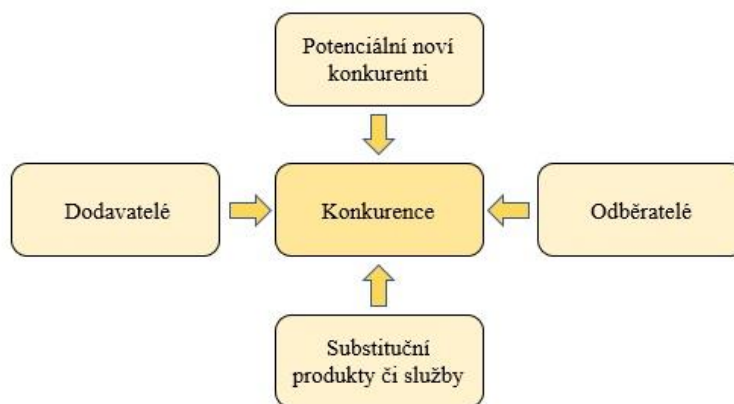 Potenciální noví
konkurenti
Dodavatelé
Konkurence
Odběratelé
Substituční
produkty či služby